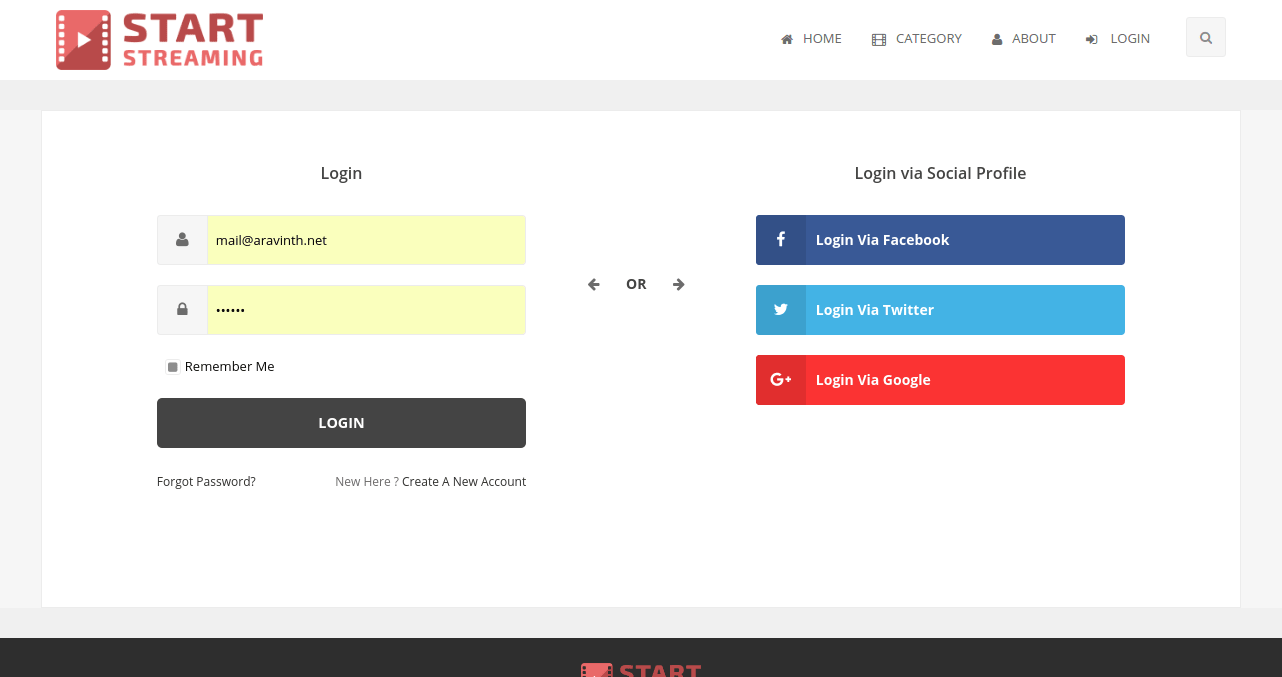 START
STREAMING
HOME
CATEGORY
ABOUT
LOGIN
Login
mail@aravinth.net
••••••
Remember Me
LOGIN
Forgot Password?
New Here ? Create A New Account
OR
Login via Social Profile
Login Via Facebook
Login Via Twitter
Login Via Google
START